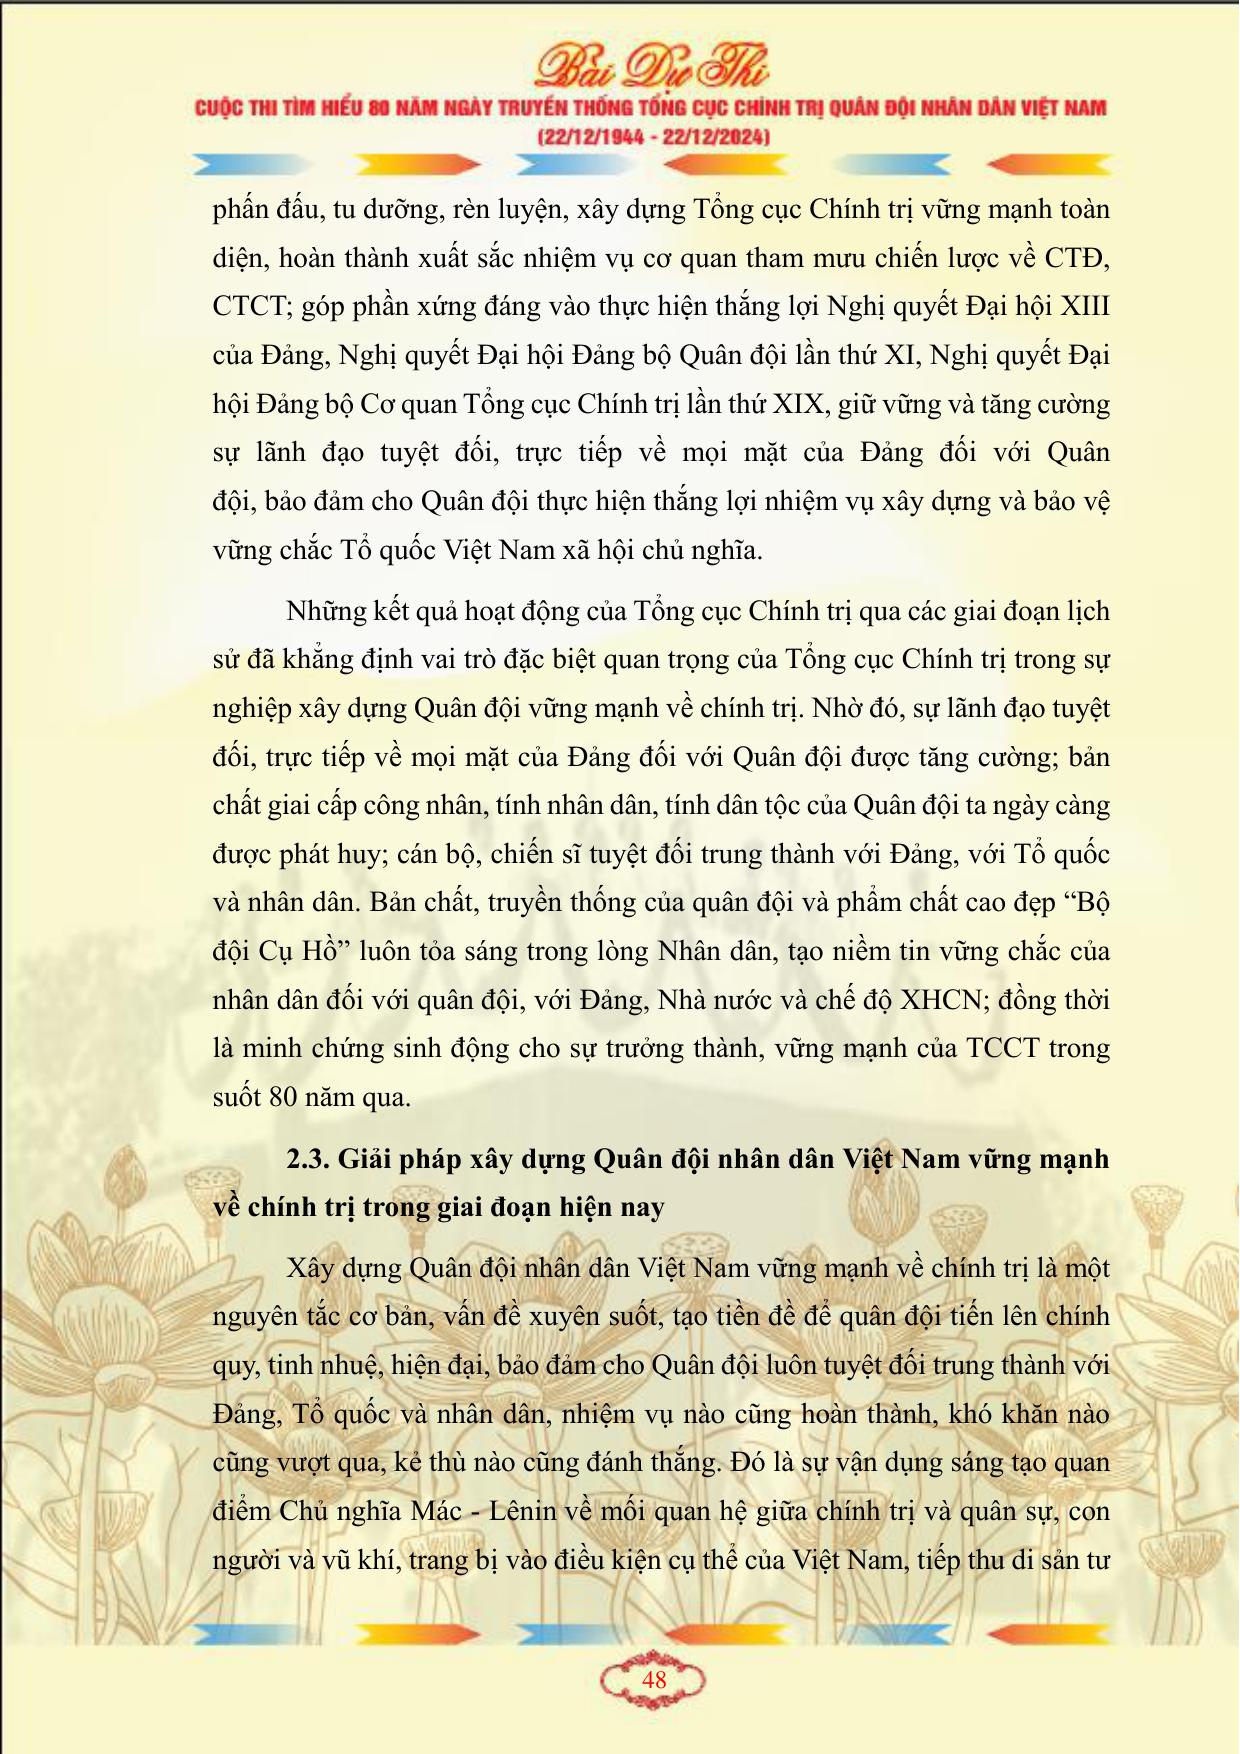 Bài Dự Thi
CUỘC THI TÌM HIỂU 80 NĂM NGÀY TRUYỀN THỐNG TỔNG CỤC CHÍNH TRỊ QUÂN ĐỘI NHÂN DÂN VIỆT NAM
(22/12/1944 - 22/12/2024)
phấn đấu, tu dưỡng, rèn luyện, xây dựng Tổng cục Chính trị vững mạnh toàn
diện, hoàn thành xuất sắc nhiệm vụ cơ quan tham mưu chiến lược về CTĐ,
CTCT; góp phần xứng đáng vào thực hiện thắng lợi Nghị quyết Đại hội XIII
của Đảng, Nghị quyết Đại hội Đảng bộ Quân đội lần thứ XI, Nghị quyết Đại
hội Đảng bộ Cơ quan Tổng cục Chính trị lần thứ XIX, giữ vững và tăng cường
sự lãnh đạo tuyệt đối, trực tiếp về mọi mặt của Đảng đối với Quân
đội, bảo đảm cho Quân đội thực hiện thắng lợi nhiệm vụ xây dựng và bảo vệ
vững chắc Tổ quốc Việt Nam xã hội chủ nghĩa.
Những kết quả hoạt động của Tổng cục Chính trị qua các giai đoạn lịch
sử đã khẳng định vai trò đặc biệt quan trọng của Tổng cục Chính trị trong sự
nghiệp xây dựng Quân đội vững mạnh về chính trị. Nhờ đó, sự lãnh đạo tuyệt
đối, trực tiếp về mọi mặt của Đảng đối với Quân đội được tăng cường; bản
chất giai cấp công nhân, tính nhân dân, tính dân tộc của Quân đội ta ngày càng
được phát huy; cán bộ, chiến sĩ tuyệt đối trung thành với Đảng, với Tổ quốc
và nhân dân. Bản chất, truyền thống của quân đội và phẩm chất cao đẹp “Bộ
đội Cụ Hồ” luôn tỏa sáng trong lòng Nhân dân, tạo niềm tin vững chắc của
nhân dân đối với quân đội, với Đảng, Nhà nước và chế độ XHCN; đồng thời
là minh chứng sinh động cho sự trưởng thành, vững mạnh của TCCT trong
suốt 80 năm qua.
2.3. Giải pháp xây dựng Quân đội nhân dân Việt Nam vững mạnh
về chính trị trong giai đoạn hiện nay
Xây dựng Quân đội nhân dân Việt Nam vững mạnh về chính trị là một
nguyên tắc cơ bản, vấn đề xuyên suốt, tạo tiền đề để quân đội tiến lên chính
quy, tinh nhuệ, hiện đại, bảo đảm cho Quân đội luôn tuyệt đối trung thành với
Đảng, Tổ quốc và nhân dân, nhiệm vụ nào cũng hoàn thành, khó khăn nào
cũng vượt qua, kẻ thù nào cũng đánh thắng. Đó là sự vận dụng sáng tạo quan
điểm Chủ nghĩa Mác - Lênin về mối quan hệ giữa chính trị và quân sự, con
người và vũ khí, trang bị vào điều kiện cụ thể của Việt Nam, tiếp thu di sản tư
48